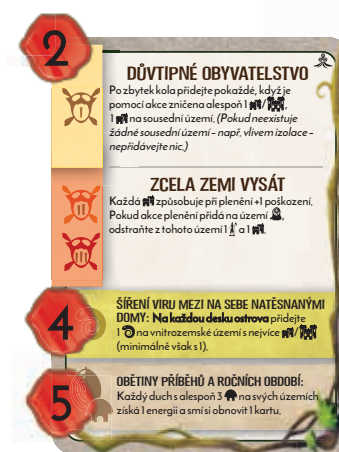 2
DŮVTIPNÉ OBYVATELSTVO
Po zbytek kola přidejte pokaždé, když je
pomocí akce zničena alespoň 1 / ,
1 na sousední území. (Pokud neexistuje
žádné sousední území – např. vlivem izolace –
nepřidávejte nic.)
I
ZCELA ZEMI VYSÁT
Každá způsobuje při plenění +1 poškození.
Pokud akce plenění přidá na území ,
odstraňte z tohoto území 1 a 1 .
II
III
4
ŠÍŘENÍ VIRU MEZI NA SEBE NATĚSNANÝMI
DOMY: Na každou desku ostrova přidejte
1 na vnitrozemské území s nejvíce /
(minimálně však s 1).
5
OBĚTINY PŘÍBĚHŮ A ROČNÍCH OBDOBÍ:
Každý duch s alespoň 3 na svých územích
získá 1 energii a smí si obnovit 1 kartu.